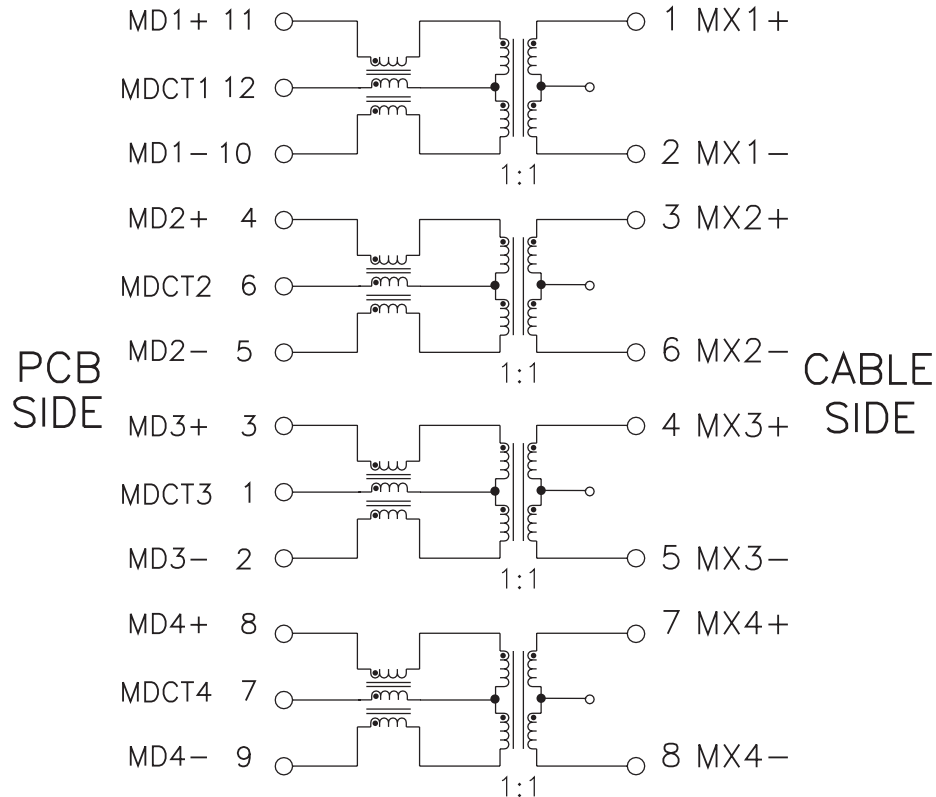 MD1+ 11 1 MX1+
MDCT1 12
MD1- 10 2 MX1-
1:1
MD2+ 4 3 MX2+
MDCT2 6
MD2- 5 6 MX2-
1:1
PCB
SIDE
CABLE
SIDE
MD3+ 3 4 MX3+
MDCT3 1
MD3- 2 5 MX3-
1:1
MD4+ 8 7 MX4+
MDCT4 7
MD4- 9 8 MX4-
1:1